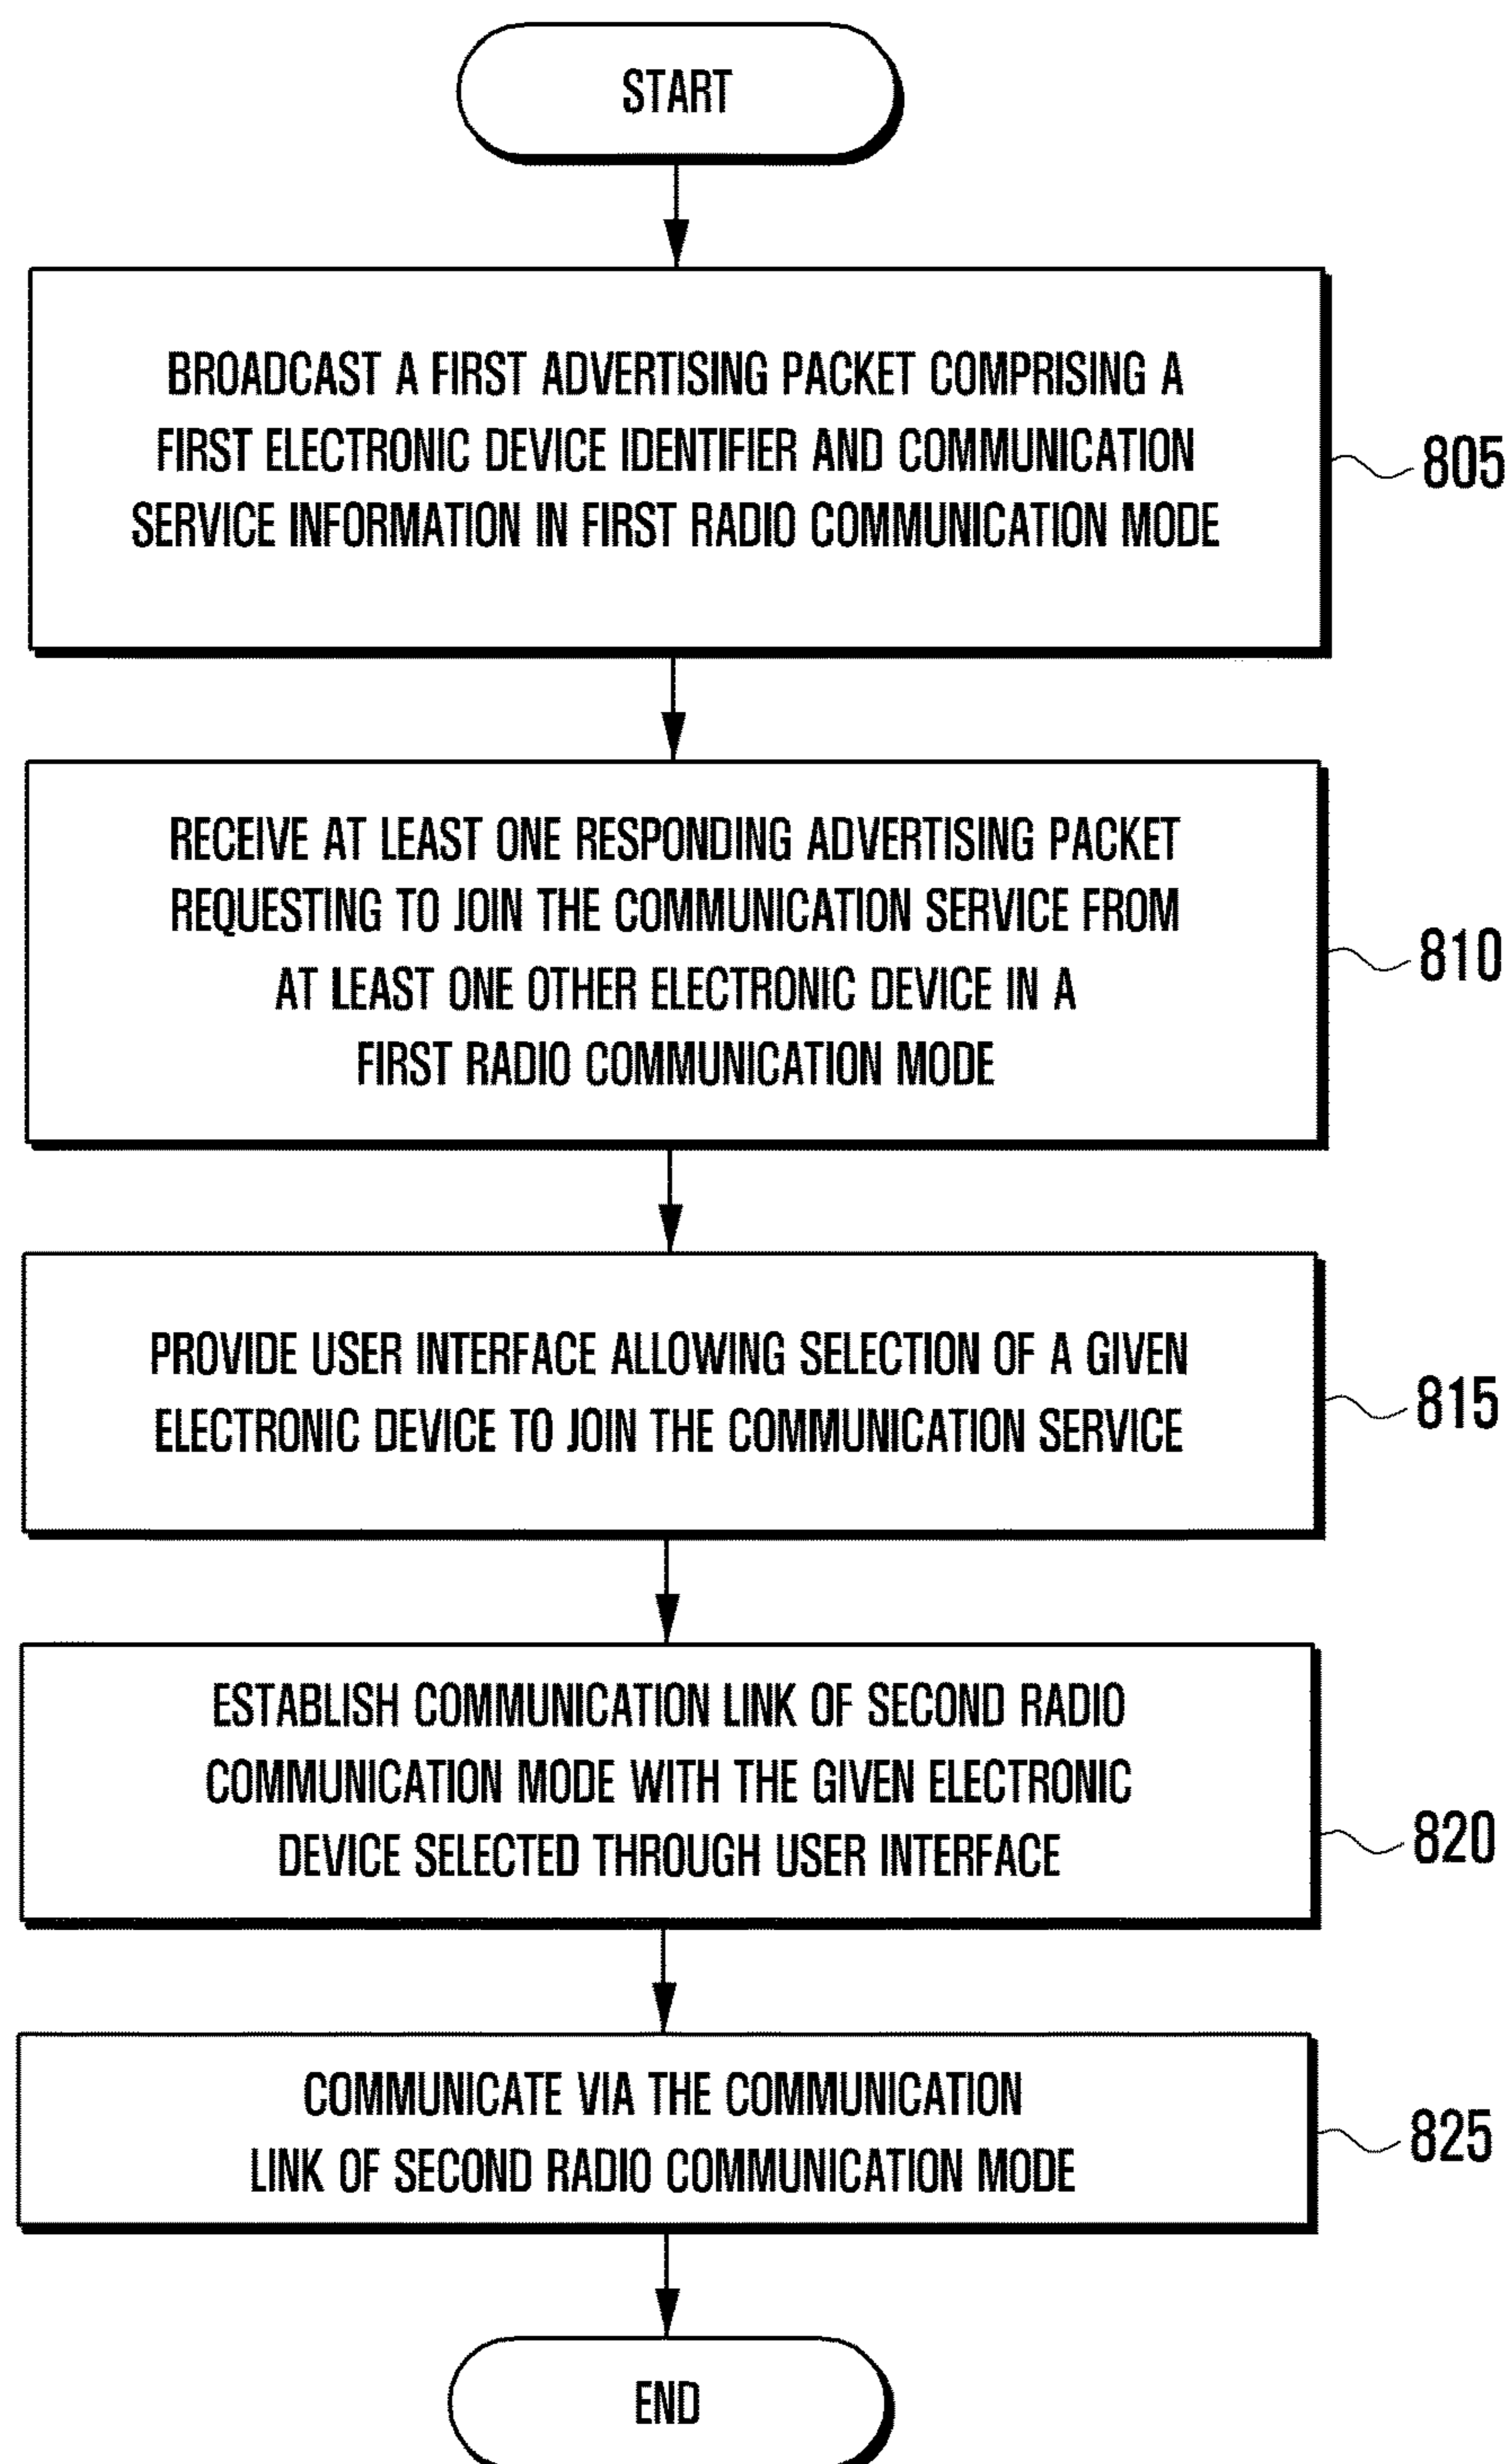 START
BROADCAST A FIRST ADVERTISING PACKET COMPRISING A
FIRST ELECTRONIC DEVICE IDENTIFIER AND COMMUNICATION
SERVICE INFORMATION IN FIRST RADIO COMMUNICATION MODE
805
RECEIVE AT LEAST ONE RESPONDING ADVERTISING PACKET
REQUESTING TO JOIN THE COMMUNICATION SERVICE FROM
AT LEAST ONE OTHER ELECTRONIC DEVICE IN A
FIRST RADIO COMMUNICATION MODE
810
PROVIDE USER INTERFACE ALLOWING SELECTION OF A GIVEN
ELECTRONIC DEVICE TO JOIN THE COMMUNICATION SERVICE
815
ESTABLISH COMMUNICATION LINK OF SECOND RADIO
COMMUNICATION MODE WITH THE GIVEN ELECTRONIC
DEVICE SELECTED THROUGH USER INTERFACE
820
COMMUNICATE VIA THE COMMUNICATION
LINK OF SECOND RADIO COMMUNICATION MODE
825
END